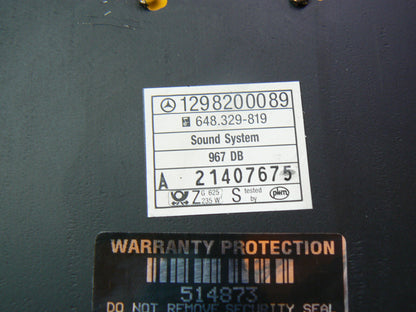 1298200089
648.329-819
Sound System
967 DB
A 21407675
Z G 625 235 W S tested by pkm
WARRANTY PROTECTION
514873
DO NOT REMOVE SECURITY SEAL